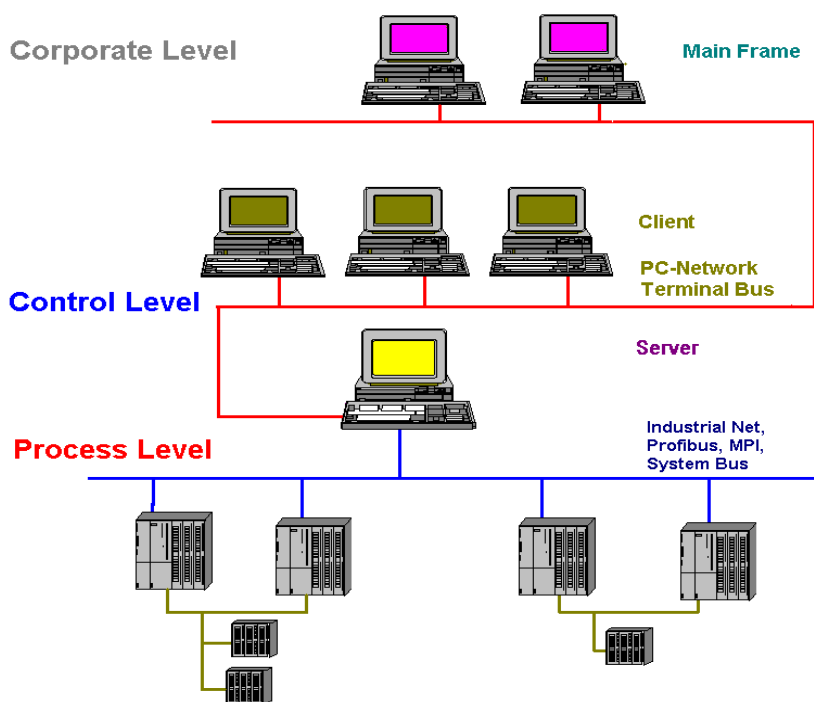 Corporate Level
Main Frame
Client
PC-Network
Terminal Bus
Control Level
Server
Industrial Net,
Profibus, MPI,
System Bus
Process Level